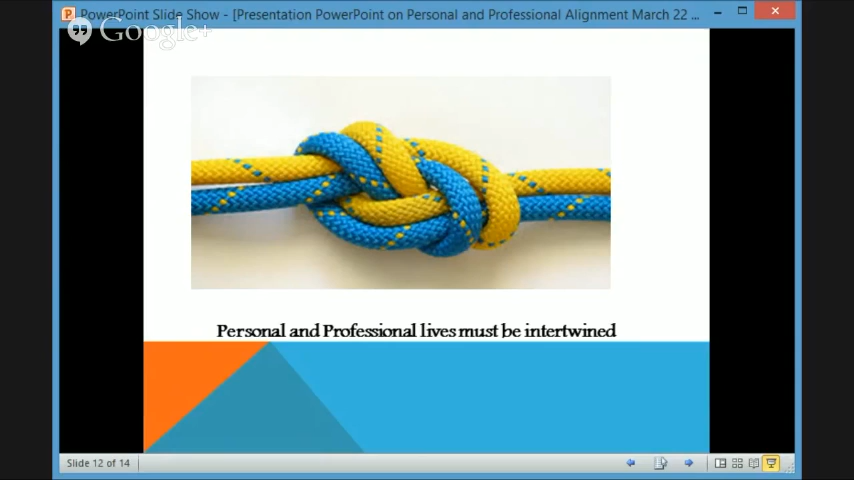 PowerPoint Slide Show - [Presentation PowerPoint on Personal and Professional Alignment March 22 ...
Google+
Personal and Professional lives must be intertwined
Slide 12 of 14